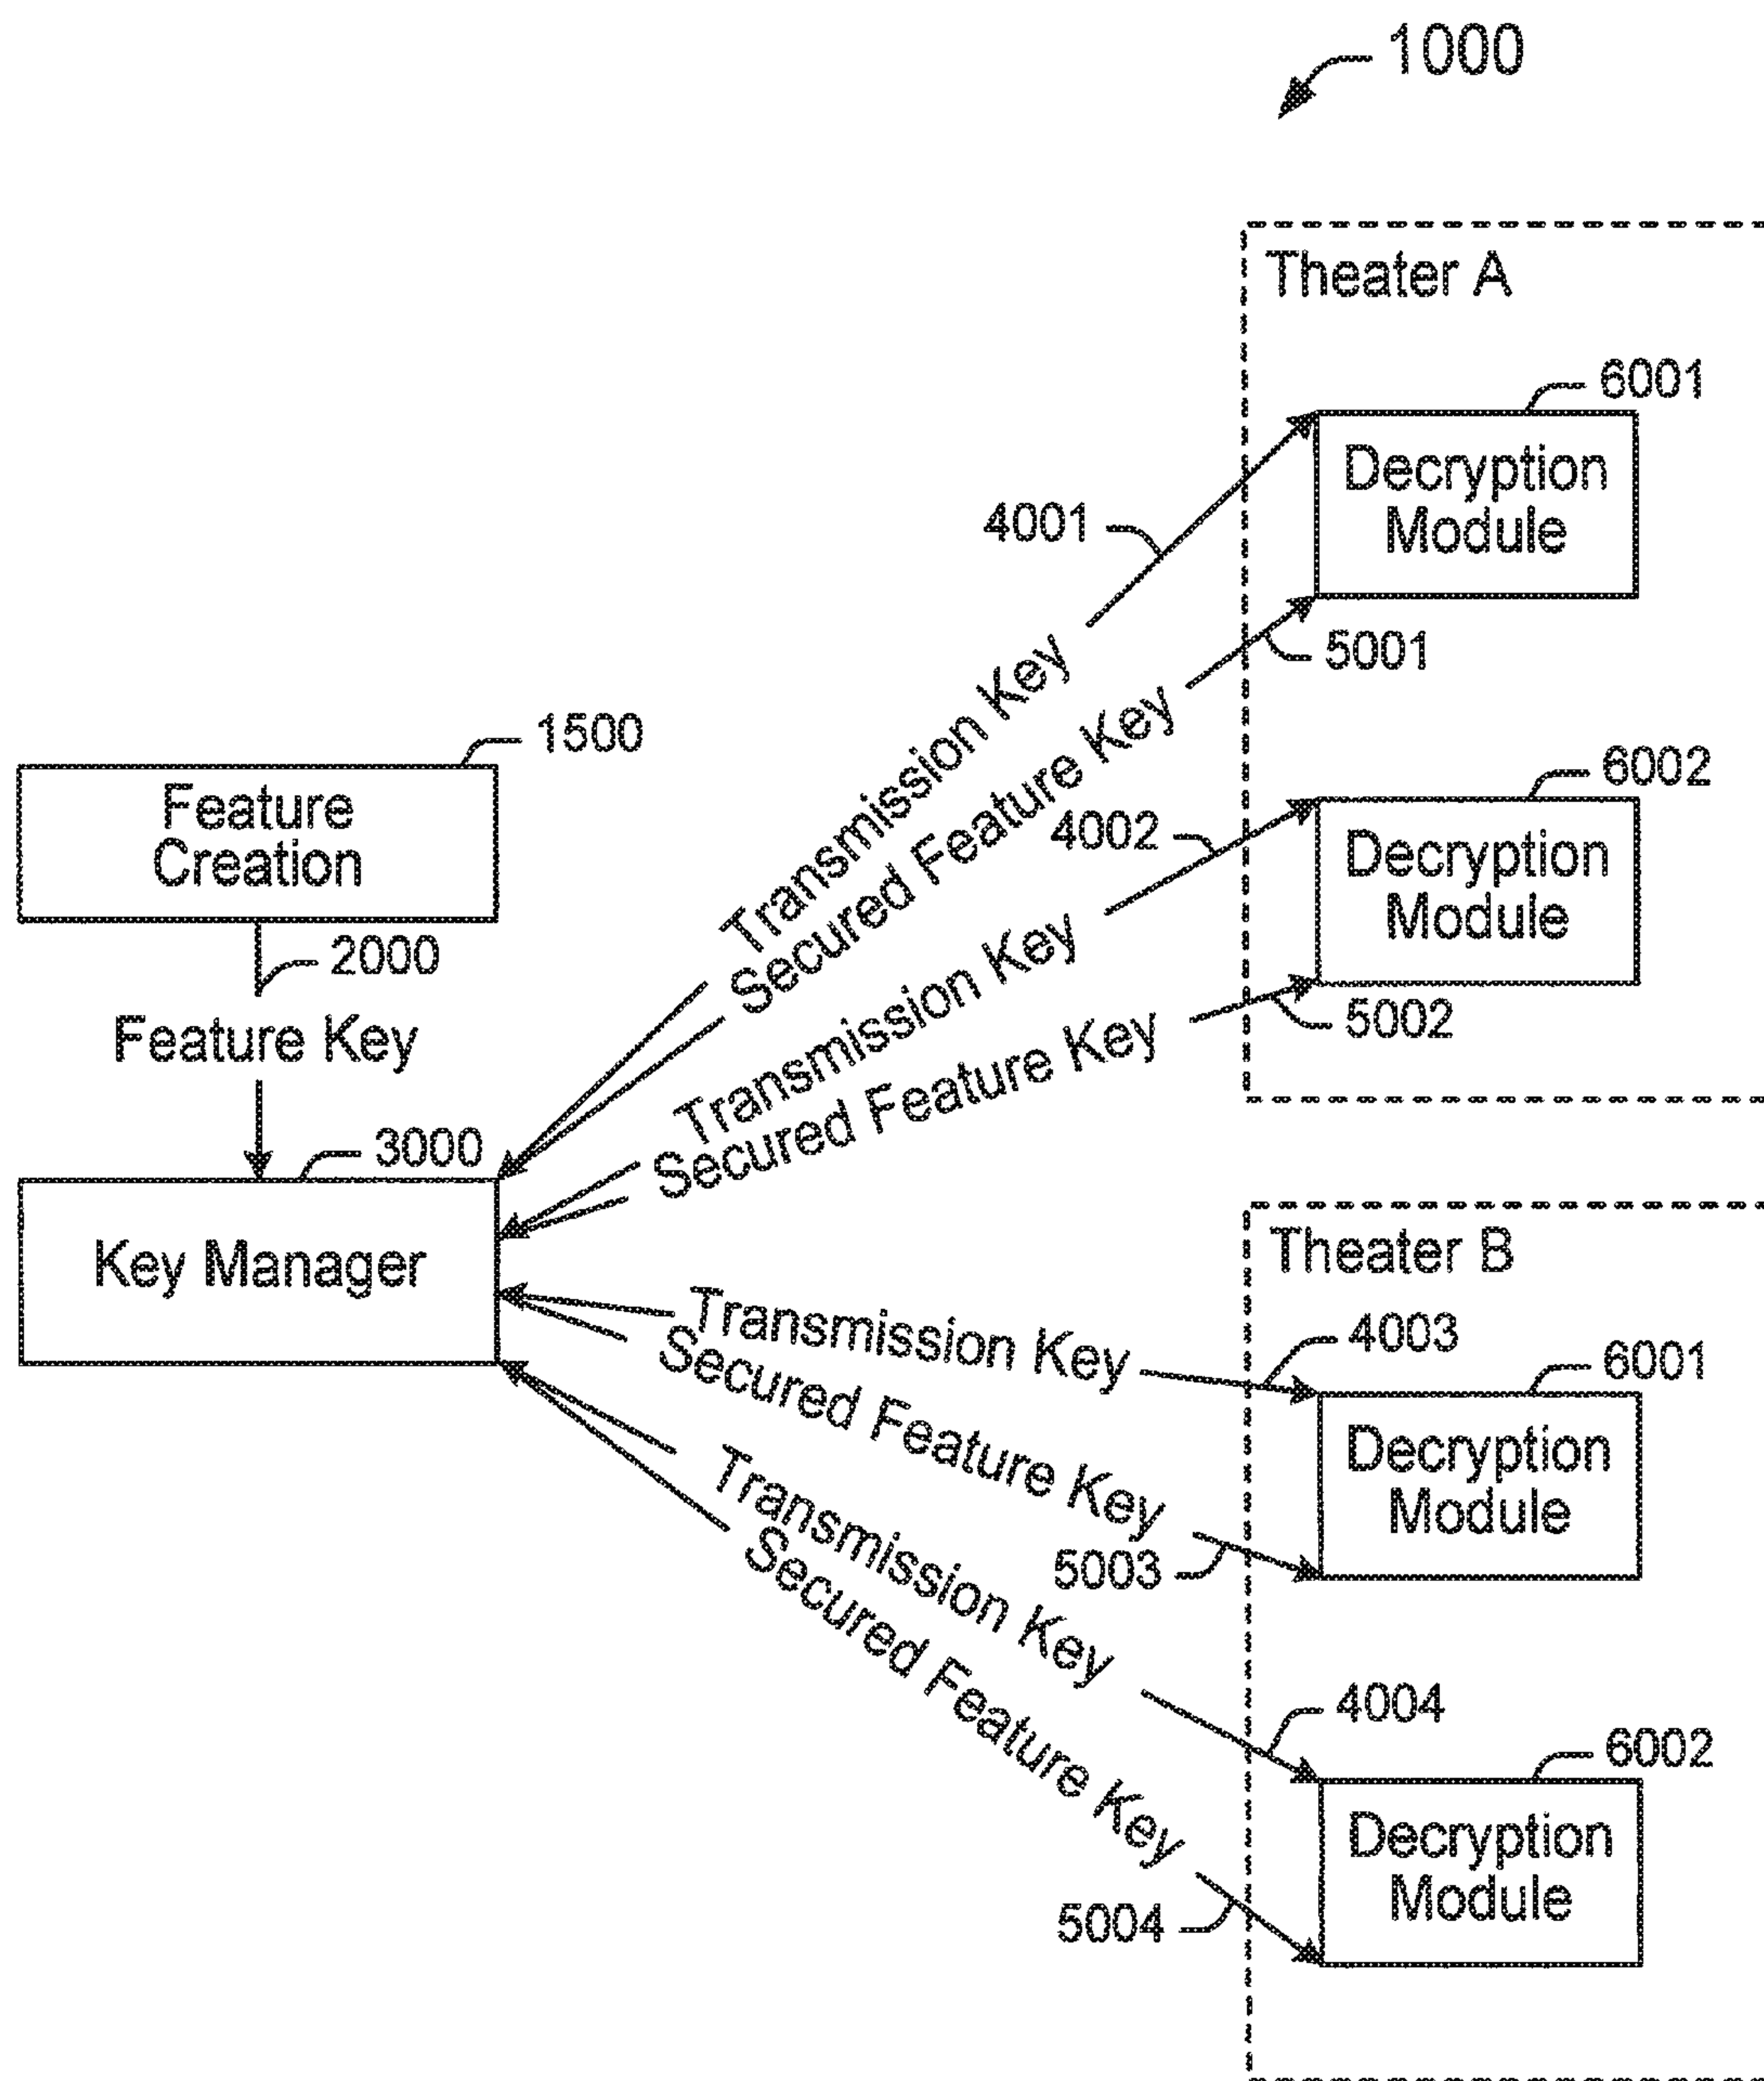 1000
Theater A
6001
Decryption
Module
4001
Transmission Key
5001
Secured Feature Key
1500
Feature
Creation
6002
Decryption
Module
4002
Transmission Key
5002
Secured Feature Key
2000
Feature Key
3000
Key Manager
Theater B
4003
Transmission Key
6001
Decryption
Module
Secured Feature Key
5003
Transmission Key
4004
6002
Decryption
Module
Secured Feature Key
5004